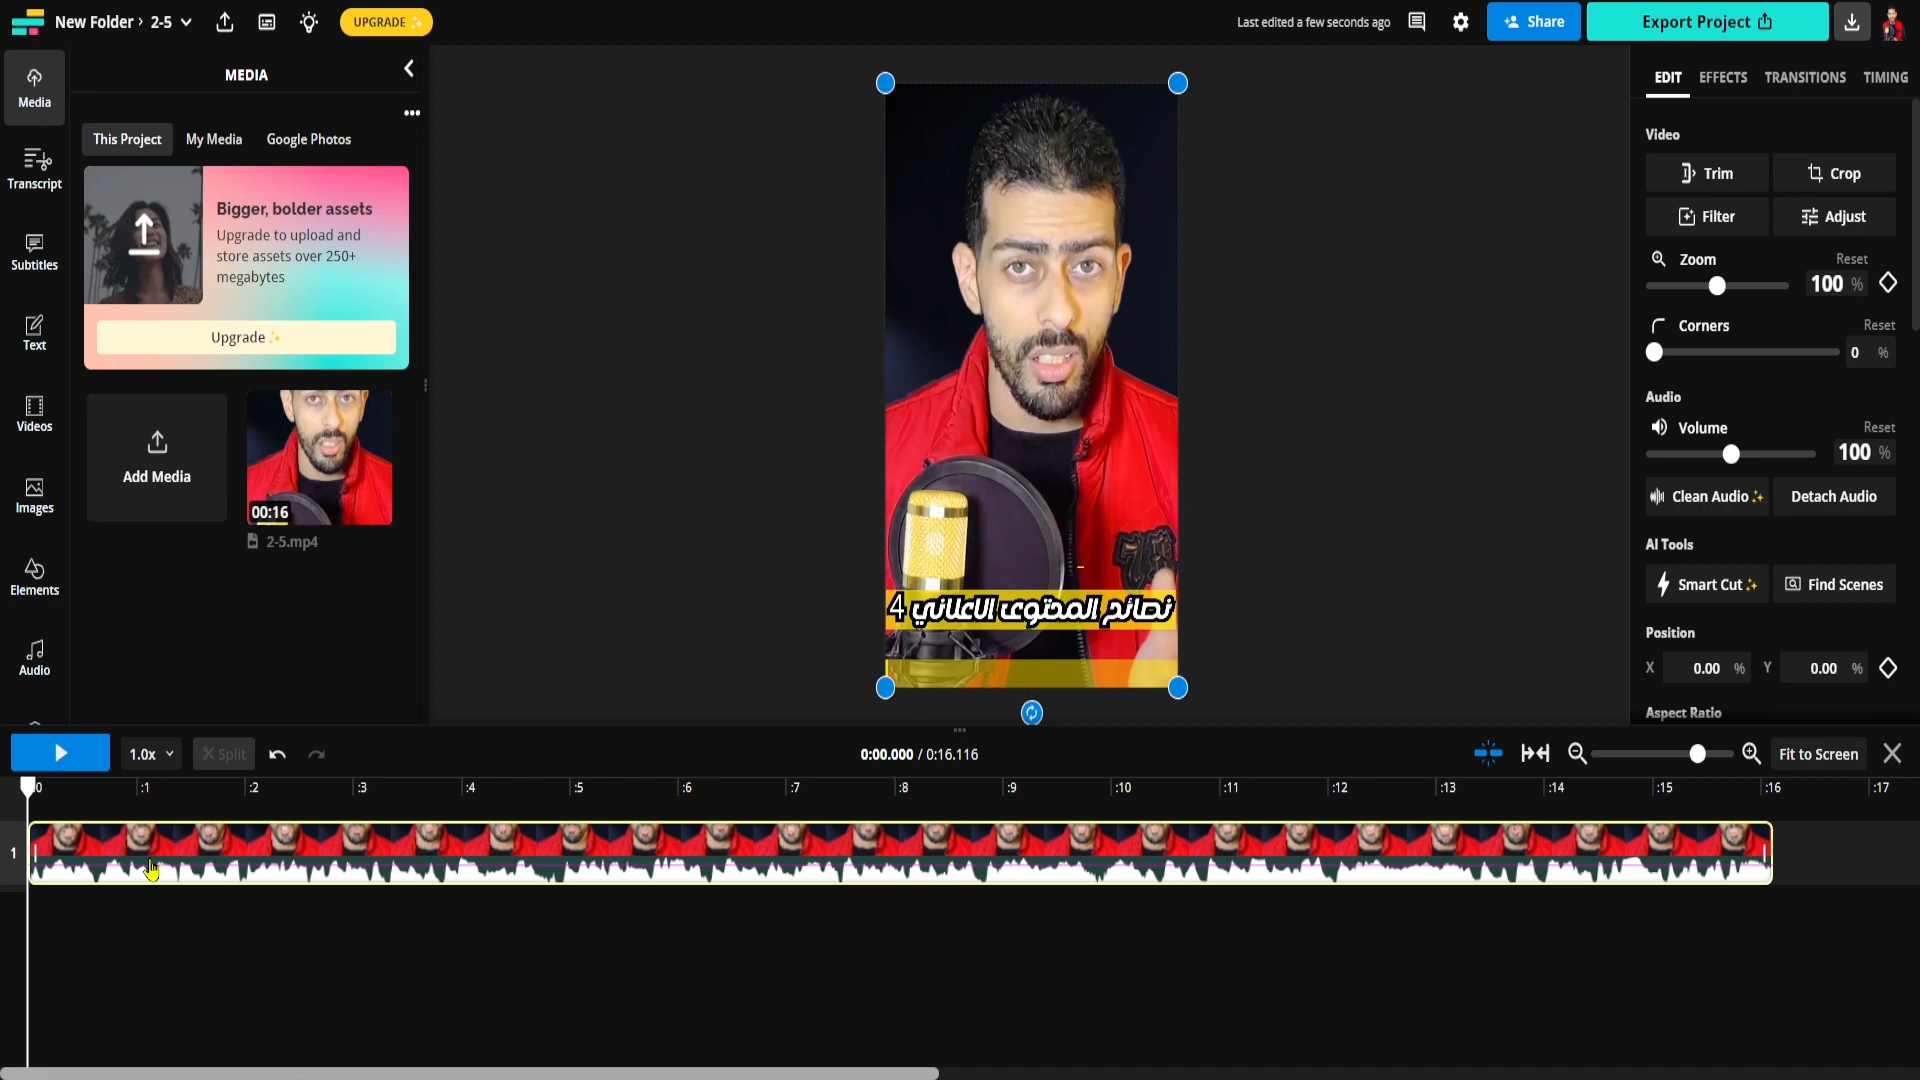 New Folder › 2-5
UPGRADE
Last edited a few seconds ago
Share
Export Project
Media
Transcript
Subtitles
Text
Videos
Images
Elements
Audio
MEDIA
This Project
My Media
Google Photos
Bigger, bolder assets
Upgrade to upload and
store assets over 250+
megabytes
Upgrade
Add Media
00:16
2-5.mp4
نصائح المحتوى الاعلاني 4
EDIT
EFFECTS
TRANSITIONS
TIMING
Video
Trim
Crop
Filter
Adjust
Zoom
Reset
100 %
Corners
Reset
0 %
Audio
Volume
Reset
100 %
Clean Audio
Detach Audio
AI Tools
Smart Cut
Find Scenes
Position
X 0.00 %
Y 0.00 %
Aspect Ratio
1.0x
Split
0:00.000 / 0:16.116
Fit to Screen
:0 :1 :2 :3 :4 :5 :6 :7 :8 :9 :10 :11 :12 :13 :14 :15 :16 :17
1